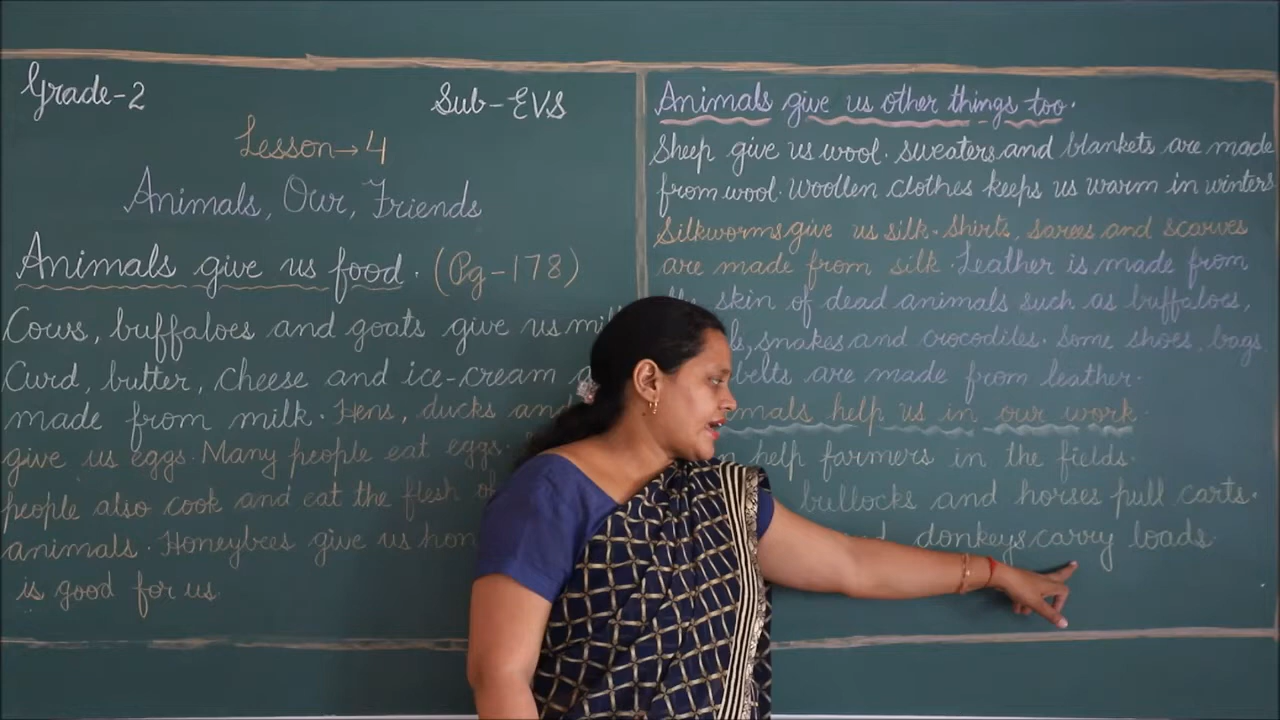 Grade-2
Sub-EVS
Lesson→4
Animals, Our, Friends
Animals give us food. (Pg-178)
Cows, buffaloes and goats give us
Curd, butter, cheese and ice-cream
made from milk. Hens, ducks and
give us eggs. Many people eat eggs.
people also cook and eat the flesh
animals. Honeybees give us
is good for us
Animals give us other things too.
Sheep give us wool. sweaters and blankets are made
from wool. Woollen clothes keeps us warm in winters
Silkworms give us silk. Shirts, sarees and scarves
are made from silk. Leather is made from
skin of dead animals such as buffaloes,
snakes and crocodiles. Some shoes, bags
belts are made from leather.
help us in our work.
help farmers in the fields.
bullocks and horses pull carts.
donkeys carry loads.